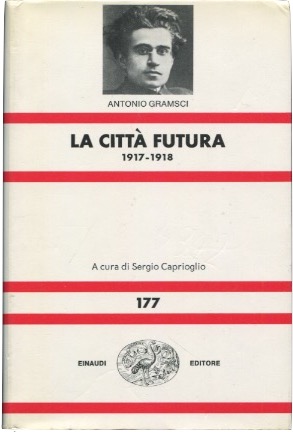 ANTONIO GRAMSCI
LA CITTÀ FUTURA
1917-1918
A cura di Sergio Caprioglio
177
EINAUDI
EDITORE